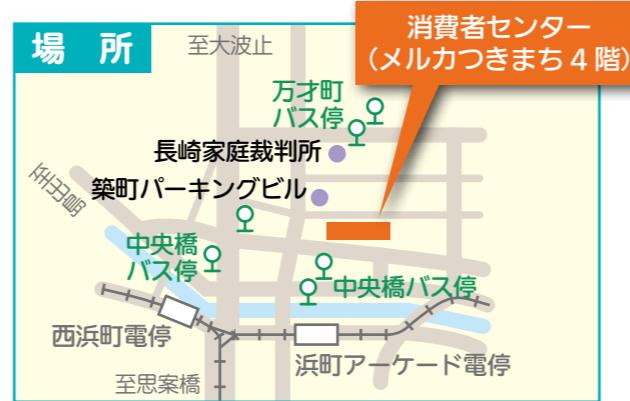 場 所
至大波止
消費者センター
（メルカつきまち４階）
万才町
バス停
長崎家庭裁判所
至出島
築町パーキングビル
中央橋
バス停
中央橋バス停
西浜町電停
浜町アーケード電停
至思案橋